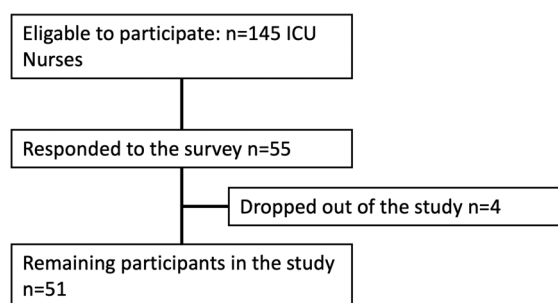 Eligable to participate: n=145 ICU
Nurses
Responded to the survey n=55
Dropped out of the study n=4
Remaining participants in the study
n=51